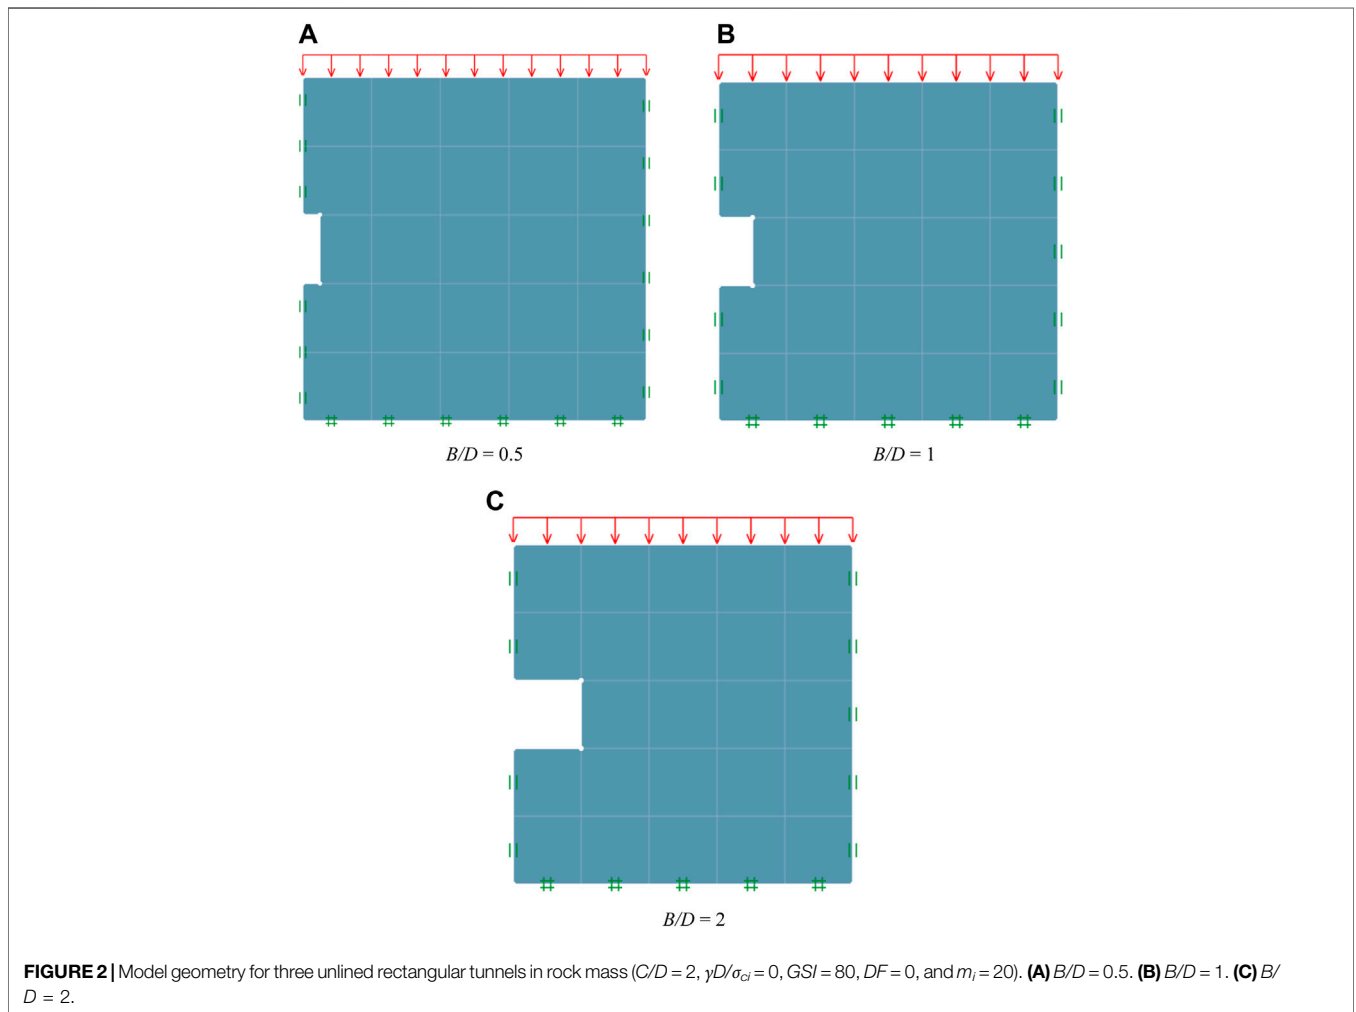 A
B
B/D = 0.5
B/D = 1
C
B/D = 2
FIGURE 2 | Model geometry for three unlined rectangular tunnels in rock mass (C/D = 2, γD/σci = 0, GSI = 80, DF = 0, and mi = 20). (A) B/D = 0.5. (B) B/D = 1. (C) B/
D = 2.